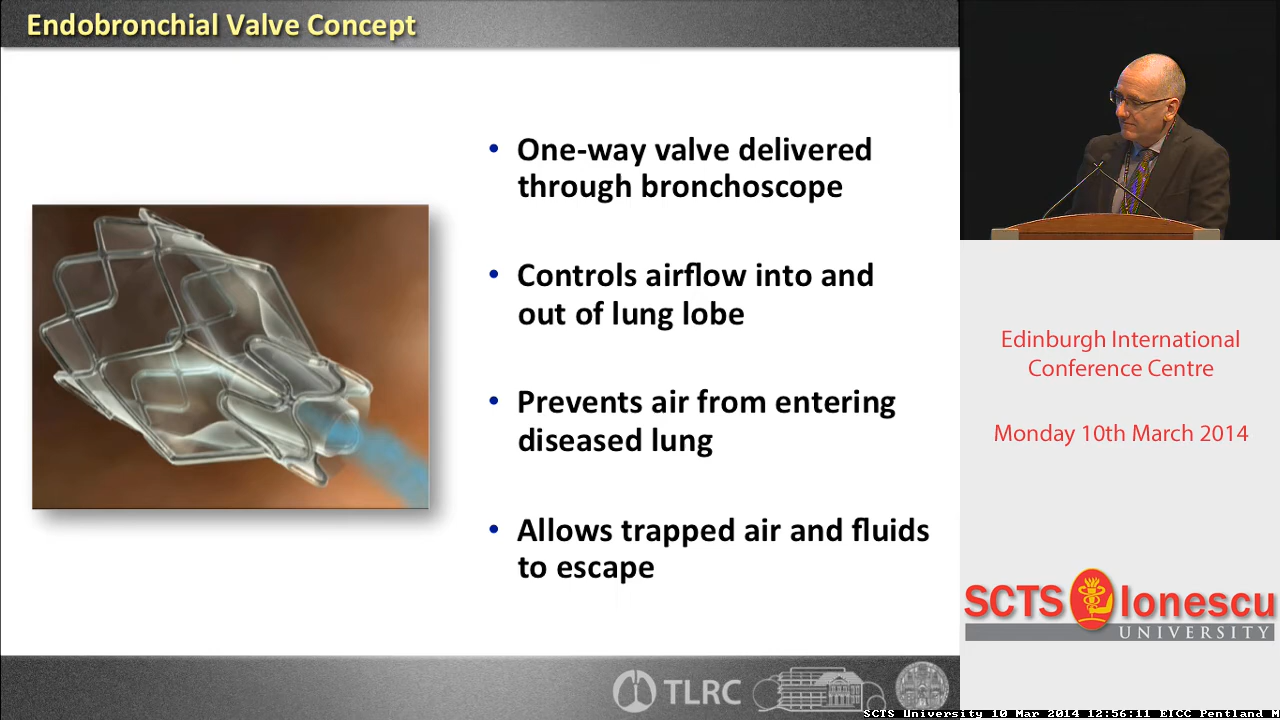 Endobronchial Valve Concept
• One-way valve delivered
through bronchoscope
• Controls airflow into and
out of lung lobe
• Prevents air from entering
diseased lung
• Allows trapped air and fluids
to escape
TLRC
Edinburgh International
Conference Centre
Monday 10th March 2014
SCTS Ionescu
UNIVERSITY
SCTS University 10 Mar 2014 12:56:11 EICC Pentland M